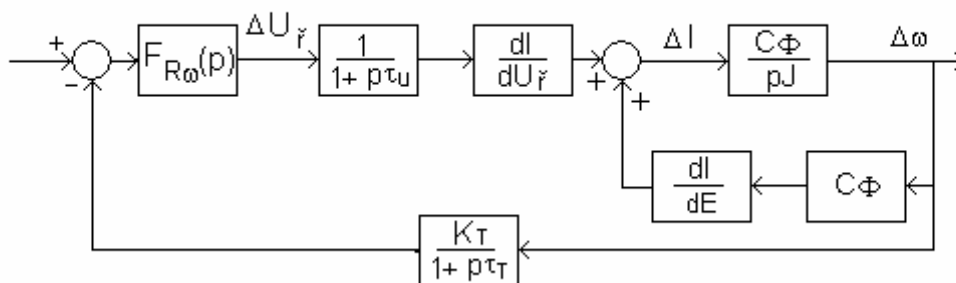 +
-
F_Rω(p)
ΔU_ř
1
1+ pτ_u
dI
dU_ř
+
+
ΔI
CΦ
pJ
Δω
dI
dE
CΦ
K_T
1+ pτ_T